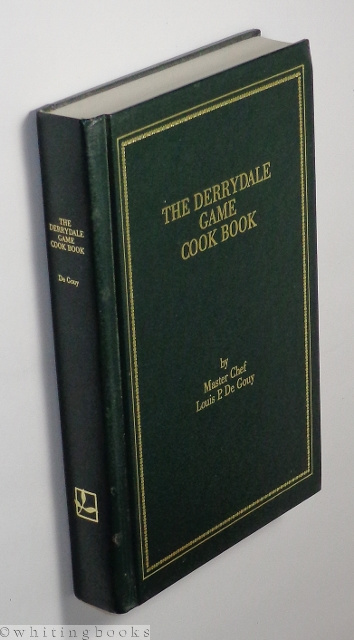 THE
DERRYDALE
GAME
COOK BOOK
De Gouy
THE DERRYDALE
GAME
COOK BOOK
by
Master Chef
Louis P. De Gouy
©whitingbooks